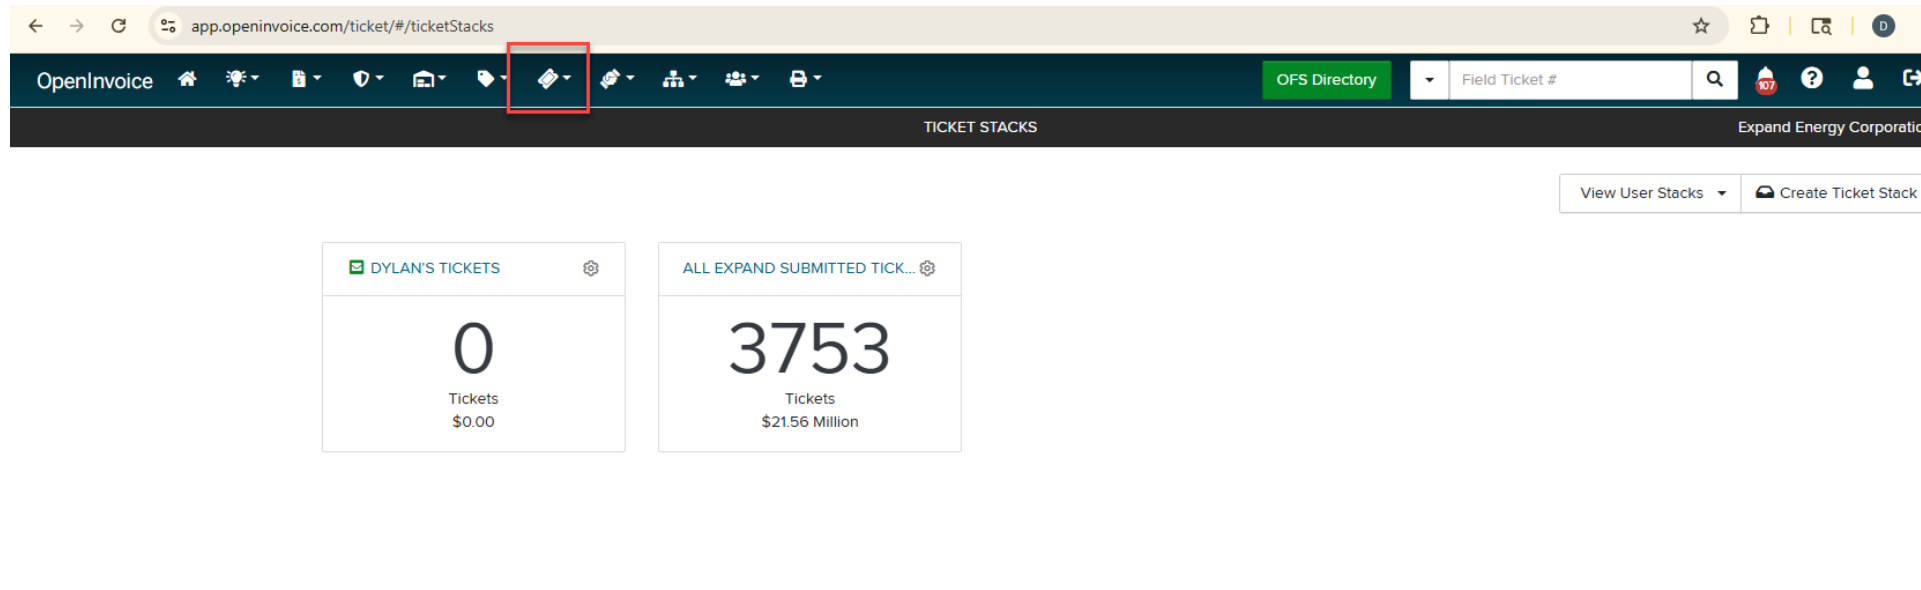 app.openinvoice.com/ticket/#/ticketStacks
D
OpenInvoice
OFS Directory
Field Ticket #
107
TICKET STACKS
Expand Energy
View User Stacks
Create Ticket Stack
DYLAN'S TICKETS
ALL EXPAND SUBMITTED TICK...
0
3753
Tickets
Tickets
$0.00
$21.56 Million